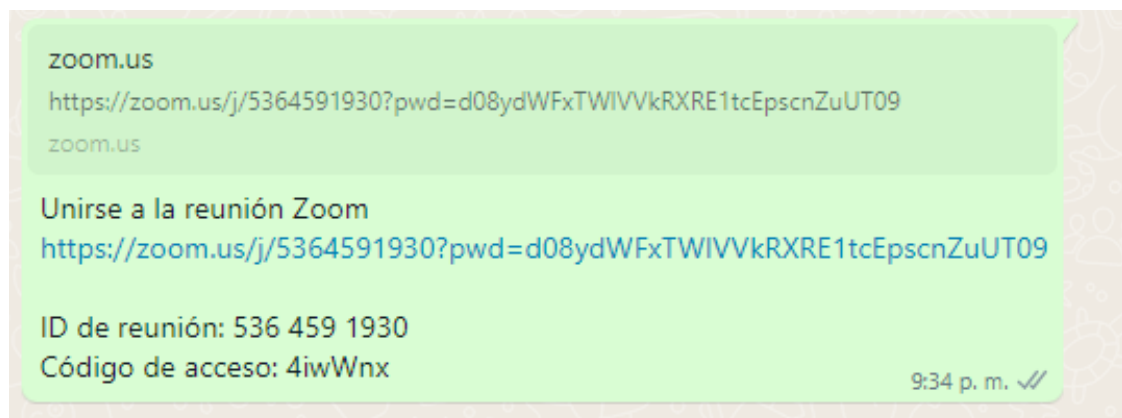 zoom.us
https://zoom.us/j/5364591930?pwd=d08ydWFxTWlVVkRXRE1tcEpscnZuUT09
zoom.us
Unirse a la reunión Zoom
https://zoom.us/j/5364591930?pwd=d08ydWFxTWlVVkRXRE1tcEpscnZuUT09
ID de reunión: 536 459 1930
Código de acceso: 4iwWnx
9:34 p. m.